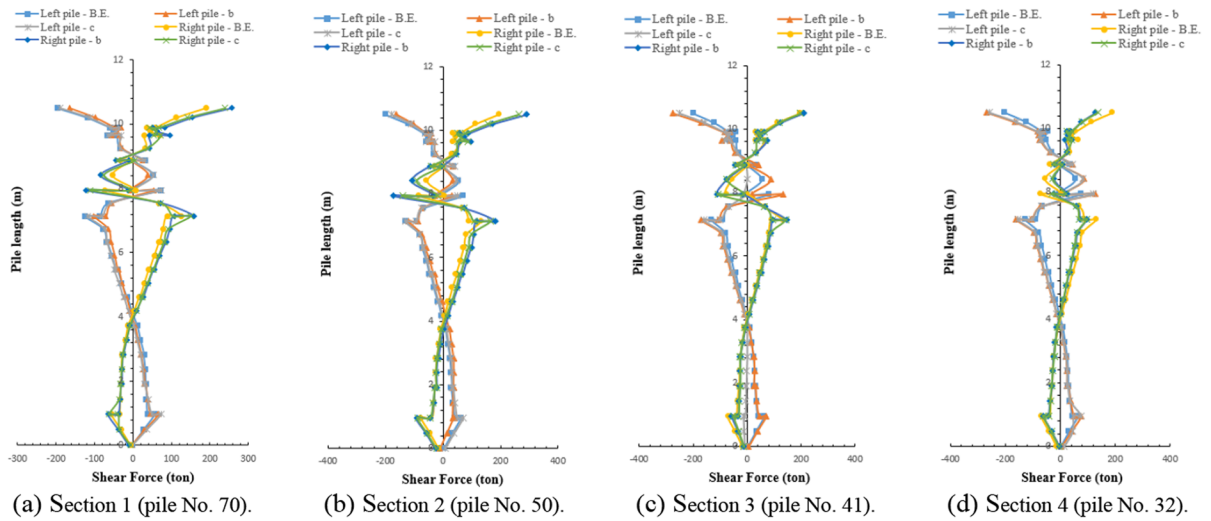 Left pile - B.E.
Left pile - b
Left pile - c
Right pile - B.E.
Right pile - b
Right pile - c
12
10
8
6
4
2
0
Pile length (m)
-300 -200 -100 0 100 200 300
Shear Force (ton)
(a) Section 1 (pile No. 70).
Left pile - B.E.
Left pile - b
Left pile - c
Right pile - B.E.
Right pile - b
Right pile - c
12
10
8
6
4
2
0
Pile length (m)
-400 -200 0 200 400
Shear Force (ton)
(b) Section 2 (pile No. 50).
Left pile - B.E.
Left pile - b
Left pile - c
Right pile - B.E.
Right pile - b
Right pile - c
12
10
8
6
4
2
0
Pile length (m)
-400 -200 0 200 400
Shear Force (ton)
(c) Section 3 (pile No. 41).
Left pile - B.E.
Left pile - b
Left pile - c
Right pile - B.E.
Right pile - b
Right pile - c
12
10
8
6
4
2
0
Pile length (m)
-400 -200 0 200 400
Shear Force (ton)
(d) Section 4 (pile No. 32).